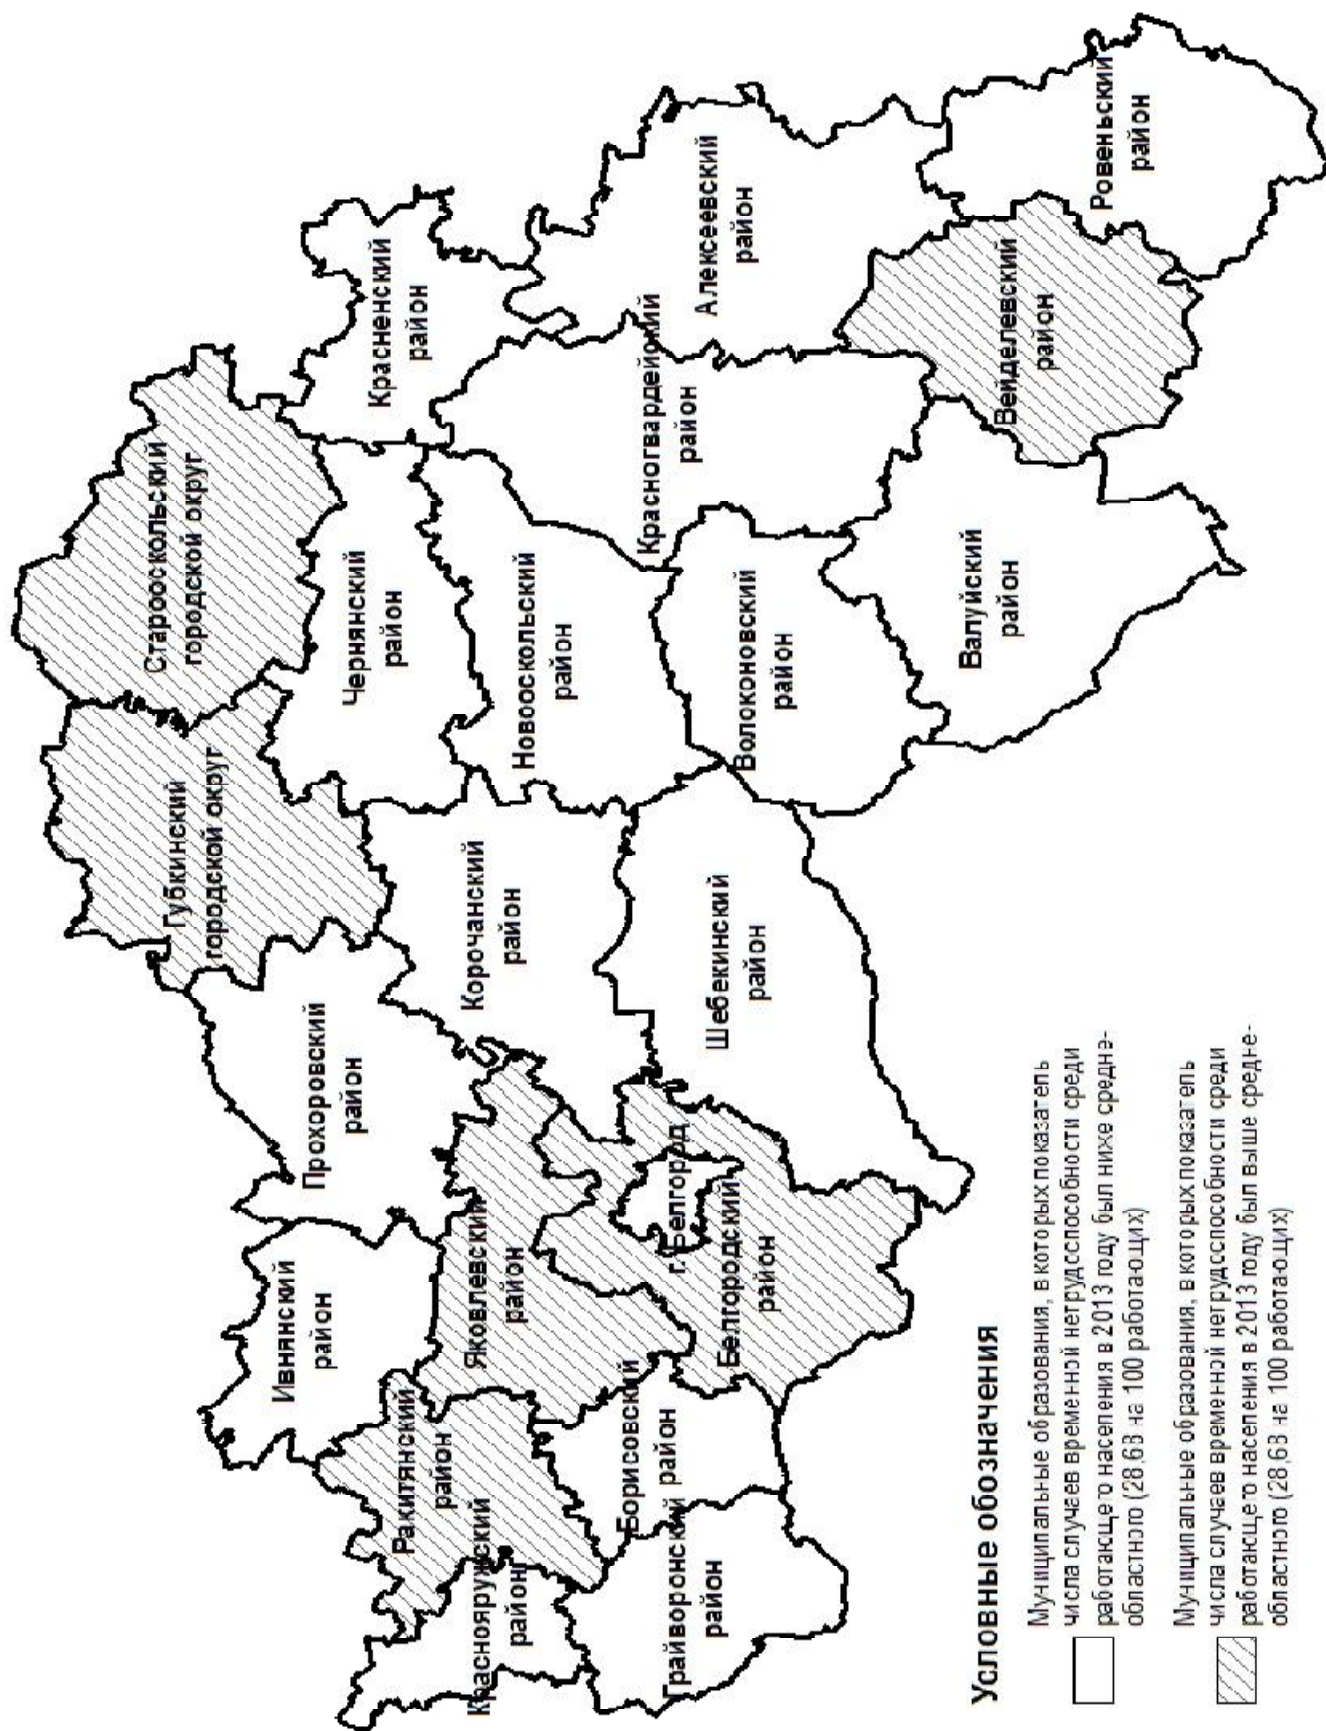 Старооскольский
городской округ
Губкинский
городской округ
Красненский
район
Чернянский
район
Прохоровский
район
Ивнянский
район
Корочанский
район
Новооскольский
район
Красногвардейский
район
Алексеевский
район
Ракитянский
район
Яковлевский
район
Краснояружский
район
Борисовский
район
Грайворонский
район
г.Белгород
Белгородский
район
Шебекинский
район
Волоконовский
район
Валуйский
район
Вейделевский
район
Ровеньский
район
Условные обозначения
Муниципальные образования, в которых показатель
числа случаев временной нетрудоспособности среди
работающего населения в 2013 году был ниже средне-
областного (28,63 на 100 работающих)
Муниципальные образования, в которых показатель
числа случаев временной нетрудоспособности среди
работающего населения в 2013 году был выше средне-
областного (28,63 на 100 работающих)